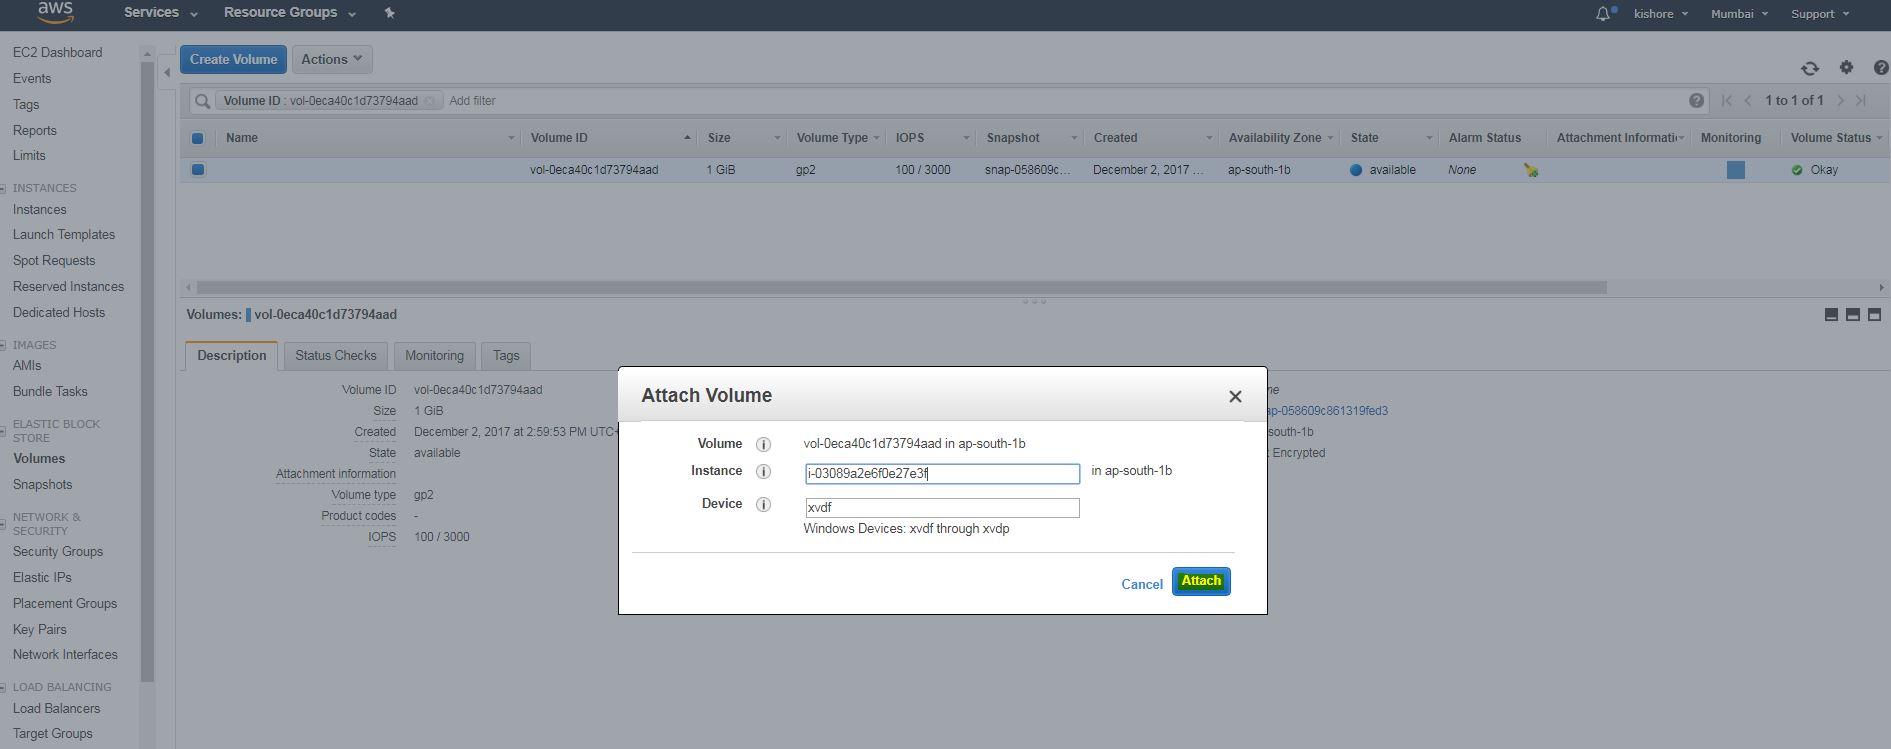 aws Services Resource Groups kishore Mumbai Support
EC2 Dashboard
Events
Tags
Reports
Limits
INSTANCES
Instances
Launch Templates
Spot Requests
Reserved Instances
Dedicated Hosts
IMAGES
AMIs
Bundle Tasks
ELASTIC BLOCK
STORE
Volumes
Snapshots
NETWORK &
SECURITY
Security Groups
Elastic IPs
Placement Groups
Key Pairs
Network Interfaces
LOAD BALANCING
Load Balancers
Target Groups
Create Volume Actions
Volume ID : vol-0eca40c1d73794aad Add filter 1 to 1 of 1
Name Volume ID Size Volume Type IOPS Snapshot Created Availability Zone State Alarm Status Attachment Informati Monitoring Volume Status
vol-0eca40c1d73794aad 1 GiB gp2 100 / 3000 snap-058609c... December 2, 2017 ... ap-south-1b available None Okay
Volumes: vol-0eca40c1d73794aad
Description Status Checks Monitoring Tags
Volume ID vol-0eca40c1d73794aad
Size 1 GiB
Created December 2, 2017 at 2:59:53 PM UTC+
State available
Attachment information
Volume type gp2
Product codes -
IOPS 100 / 3000
ap-058609c861319fed3
south-1b
Encrypted
Attach Volume
Volume vol-0eca40c1d73794aad in ap-south-1b
Instance i-03089a2e6f0e27e3f in ap-south-1b
Device xvdf
Windows Devices: xvdf through xvdp
Cancel Attach